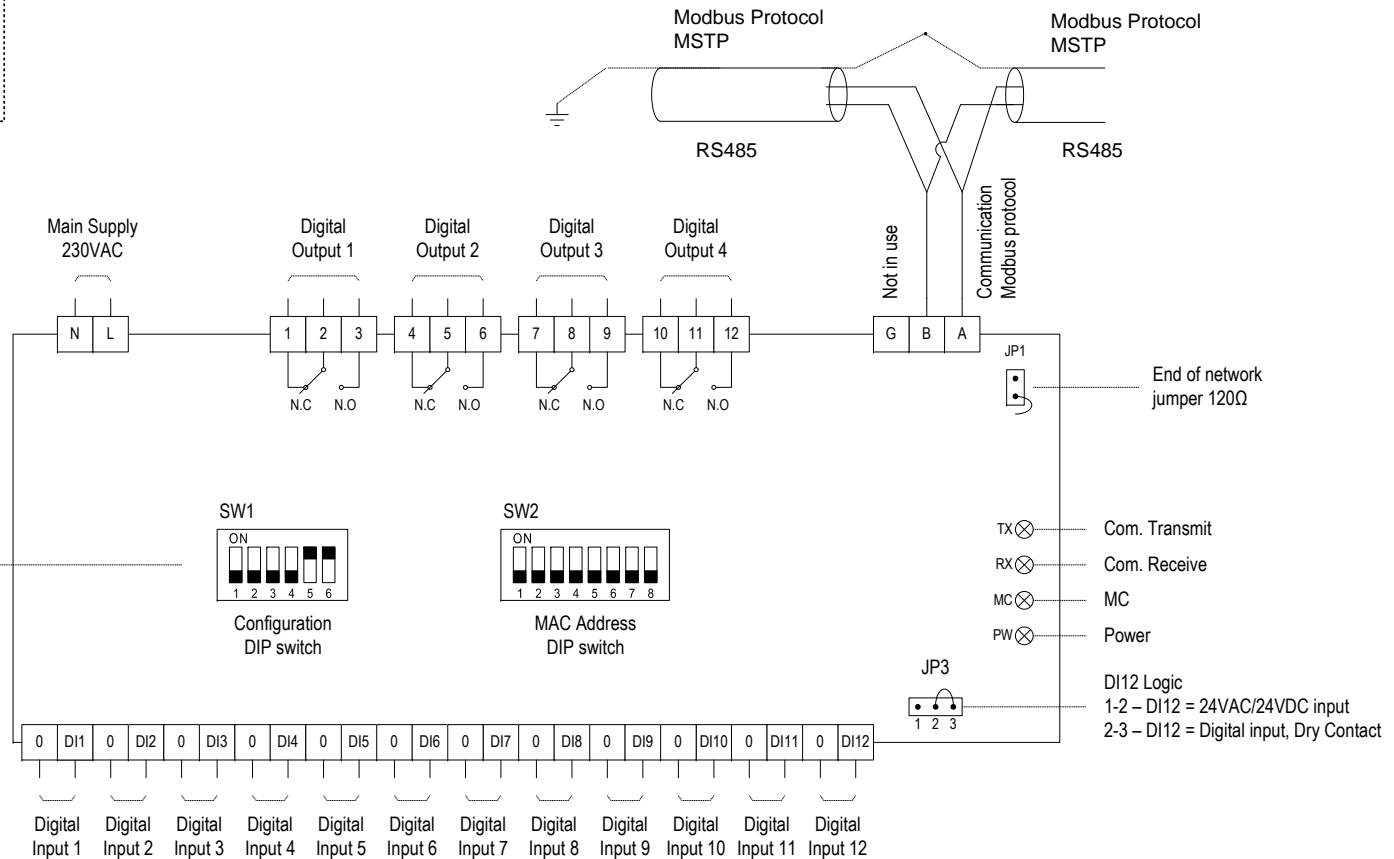 Modbus Protocol
MSTP
Modbus Protocol
MSTP
RS485
RS485
Main Supply
230VAC
Digital
Output 1
Digital
Output 2
Digital
Output 3
Digital
Output 4
Not in use
Communication
Modbus protocol
N L
1 2 3
4 5 6
7 8 9
10 11 12
G B A
N.C N.O
N.C N.O
N.C N.O
N.C N.O
JP1
End of network
jumper 120Ω
SW1
ON
1 2 3 4 5 6
Configuration
DIP switch
SW2
ON
1 2 3 4 5 6 7 8
MAC Address
DIP switch
TX Com. Transmit
RX Com. Receive
MC MC
PW Power
JP3
1 2 3
DI12 Logic
1-2 – DI12 = 24VAC/24VDC input
2-3 – DI12 = Digital input, Dry Contact
0 DI1 0 DI2 0 DI3 0 DI4 0 DI5 0 DI6 0 DI7 0 DI8 0 DI9 0 DI10 0 DI11 0 DI12
Digital
Input 1
Digital
Input 2
Digital
Input 3
Digital
Input 4
Digital
Input 5
Digital
Input 6
Digital
Input 7
Digital
Input 8
Digital
Input 9
Digital
Input 10
Digital
Input 11
Digital
Input 12